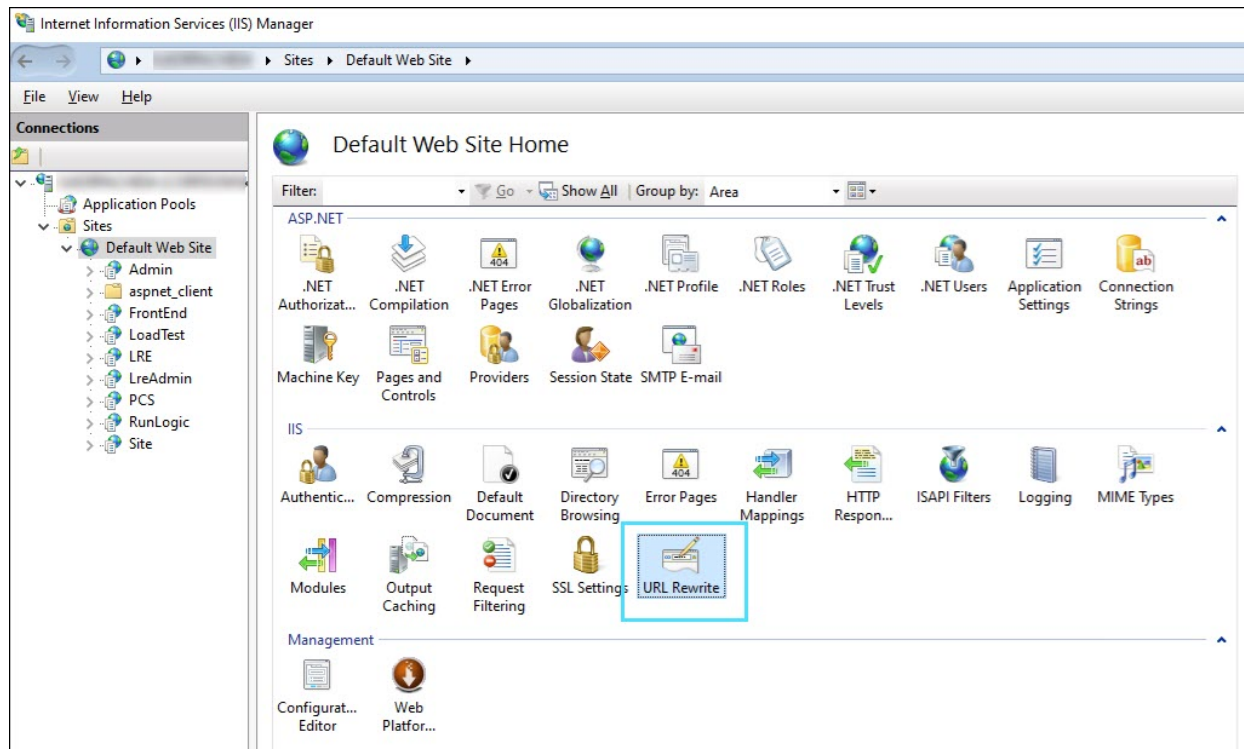 Internet Information Services (IIS) Manager
Sites Default Web Site
File View Help
Connections
Application Pools
Sites
Default Web Site
Admin
aspnet_client
FrontEnd
LoadTest
LRE
LreAdmin
PCS
RunLogic
Site
Default Web Site Home
Filter: Go Show All Group by: Area
ASP.NET
.NET Authorizat...
.NET Compilation
404
.NET Error Pages
.NET Globalization
.NET Profile
.NET Roles
.NET Trust Levels
.NET Users
Application Settings
ab
Connection Strings
Machine Key
Pages and Controls
Providers
Session State
SMTP E-mail
IIS
Authentic...
Compression
Default Document
Directory Browsing
404
Error Pages
Handler Mappings
HTTP Respon...
ISAPI Filters
Logging
MIME Types
Modules
Output Caching
Request Filtering
SSL Settings
URL Rewrite
Management
Configurat... Editor
Web Platfor...